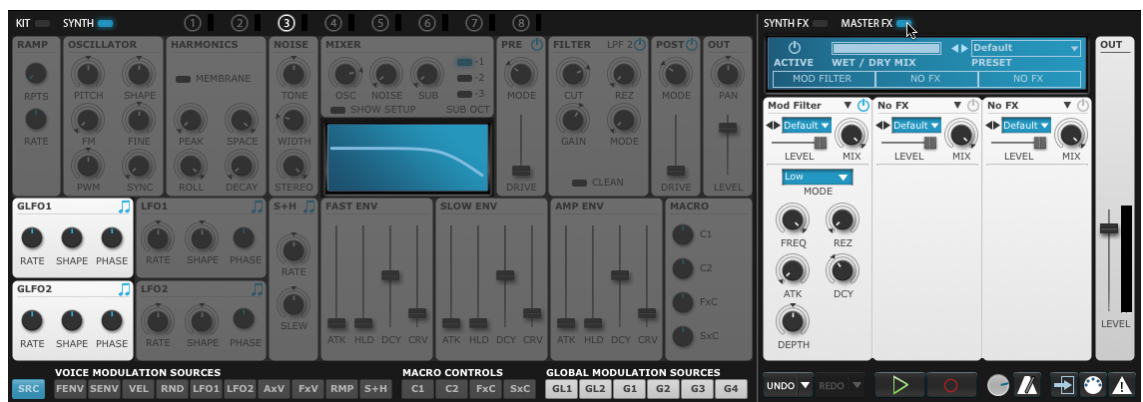 KIT SYNTH 1 2 3 4 5 6 7 8 SYNTH FX MASTER FX
RAMP OSCILLATOR HARMONICS NOISE MIXER PRE FILTER LPF 2 POST OUT
RPTS PITCH SHAPE MEMBRANE TONE OSC NOISE SUB -1 -2 -3 MODE CUT REZ MODE PAN
SHOW SETUP SUB OCT
RATE FM FINE PEAK SPACE WIDTH GAIN MODE
PWM SYNC ROLL DECAY STEREO DRIVE CLEAN DRIVE LEVEL
GLFO1 LFO1 S+H FAST ENV SLOW ENV AMP ENV MACRO
RATE SHAPE PHASE RATE SHAPE PHASE RATE C1
C2
GLFO2 LFO2 FxC
RATE SHAPE PHASE RATE SHAPE PHASE SLEW ATK HLD DCY CRV ATK HLD DCY CRV ATK HLD DCY CRV SxC
VOICE MODULATION SOURCES MACRO CONTROLS GLOBAL MODULATION SOURCES
SRC FENV SENV VEL RND LFO1 LFO2 AxV FxV RMP S+H C1 C2 FxC SxC GL1 GL2 G1 G2 G3 G4
Default
ACTIVE WET / DRY MIX PRESET
MOD FILTER NO FX NO FX
OUT
Mod Filter No FX No FX
Default Default Default
LEVEL MIX LEVEL MIX LEVEL MIX
Low
MODE
FREQ REZ
ATK DCY
DEPTH
LEVEL
UNDO REDO